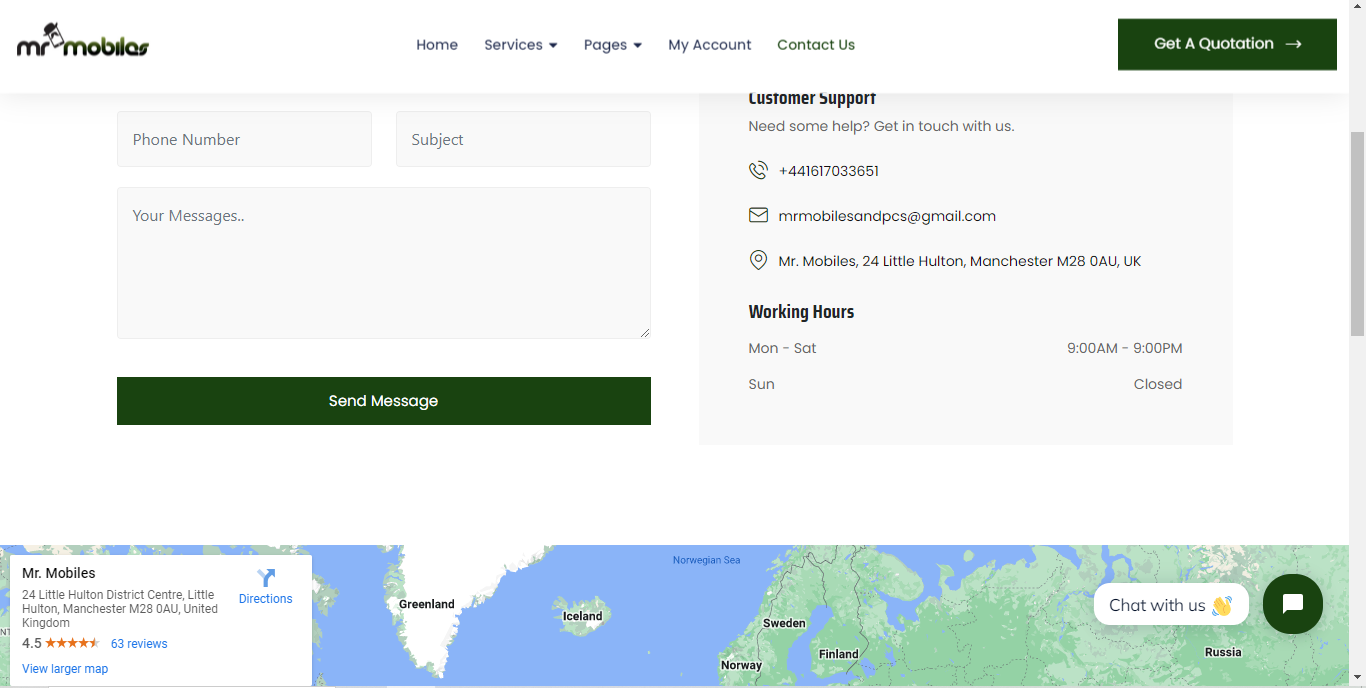 mr mobiles
Home
Services
Pages
My Account
Contact Us
Get A Quotation
Phone Number
Subject
Your Messages..
Send Message
Customer Support
Need some help? Get in touch with us.
+441617033651
mrmobilesandpcs@gmail.com
Mr. Mobiles, 24 Little Hulton, Manchester M28 0AU, UK
Working Hours
Mon - Sat 9:00AM - 9:00PM
Sun Closed
Mr. Mobiles
24 Little Hulton District Centre, Little
Hulton, Manchester M28 0AU, United
Kingdom
Directions
4.5
63 reviews
View larger map
NT
Greenland
Iceland
Norwegian Sea
Sweden
Norway
Finland
Russia
Chat with us 👋